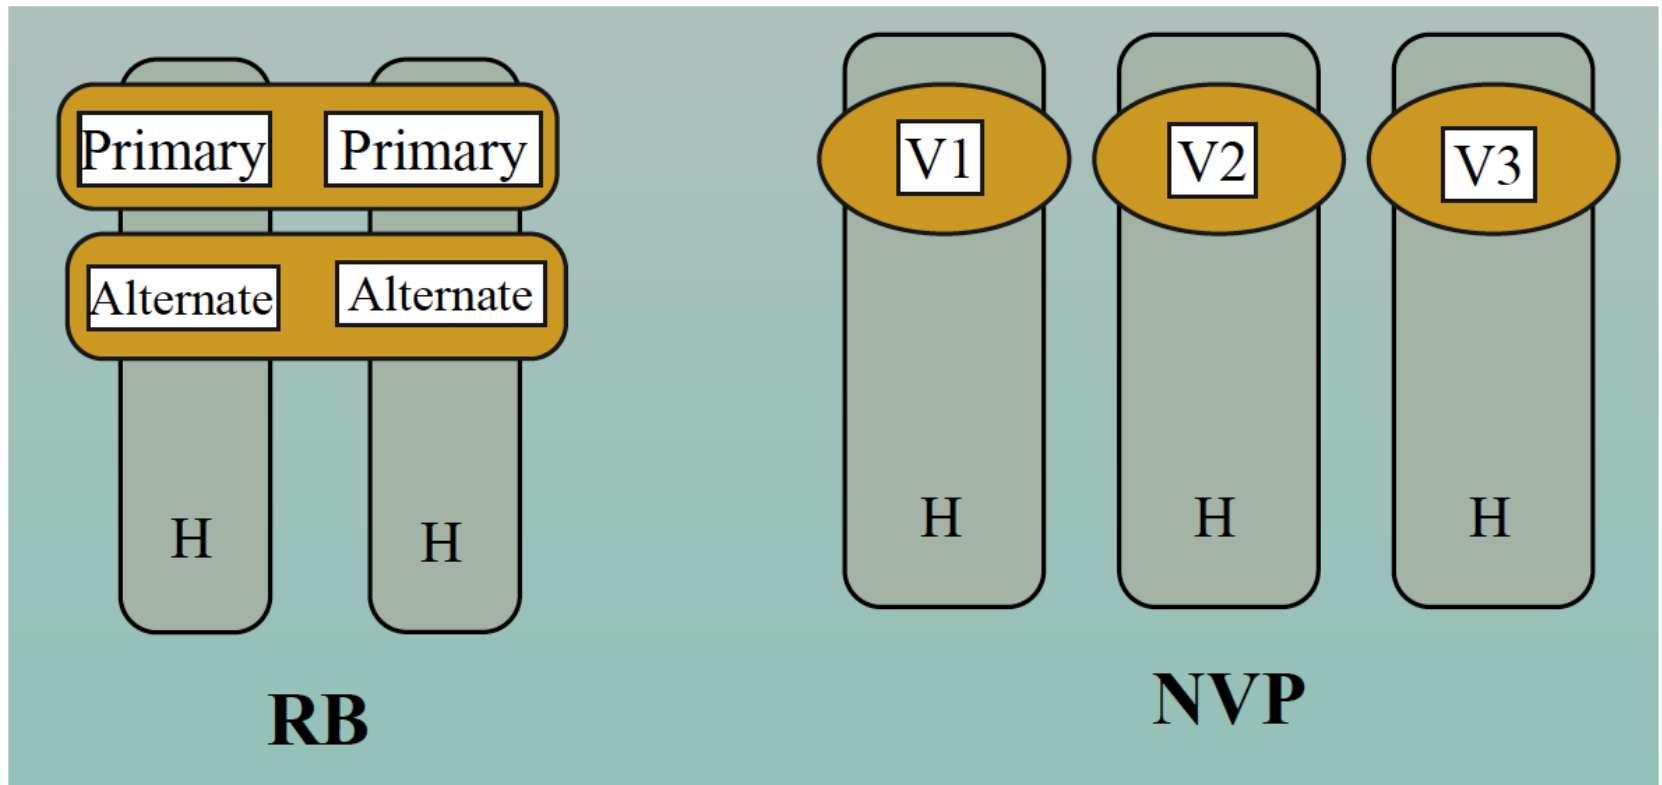 Primary Primary
Alternate Alternate
H H
RB
V1 V2 V3
H H H
NVP